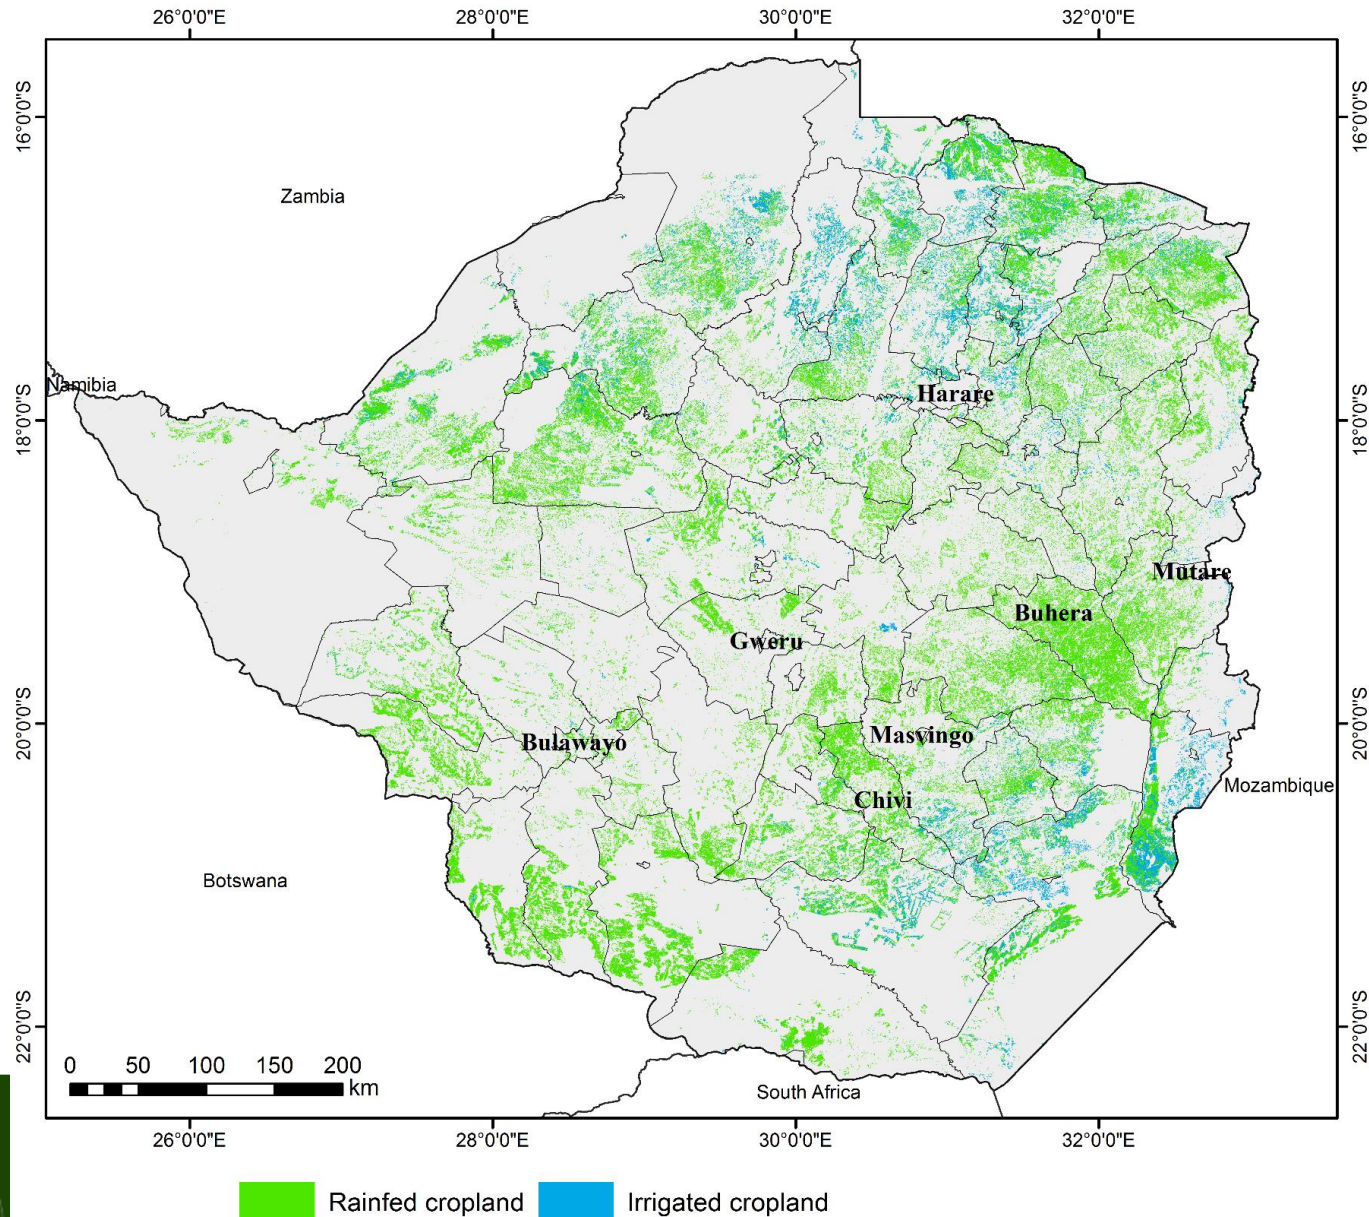 26°0'0"E 28°0'0"E 30°0'0"E 32°0'0"E
16°0'0"S 16°0'0"S
Zambia
Namibia
Harare
18°0'0"S 18°0'0"S
Mutare
Buhera
Gweru
20°0'0"S 20°0'0"S
Masvingo
Bulawayo
Mozambique
Chivi
Botswana
22°0'0"S 22°0'0"S
0 50 100 150 200
km
South Africa
26°0'0"E 28°0'0"E 30°0'0"E 32°0'0"E
Rainfed cropland Irrigated cropland